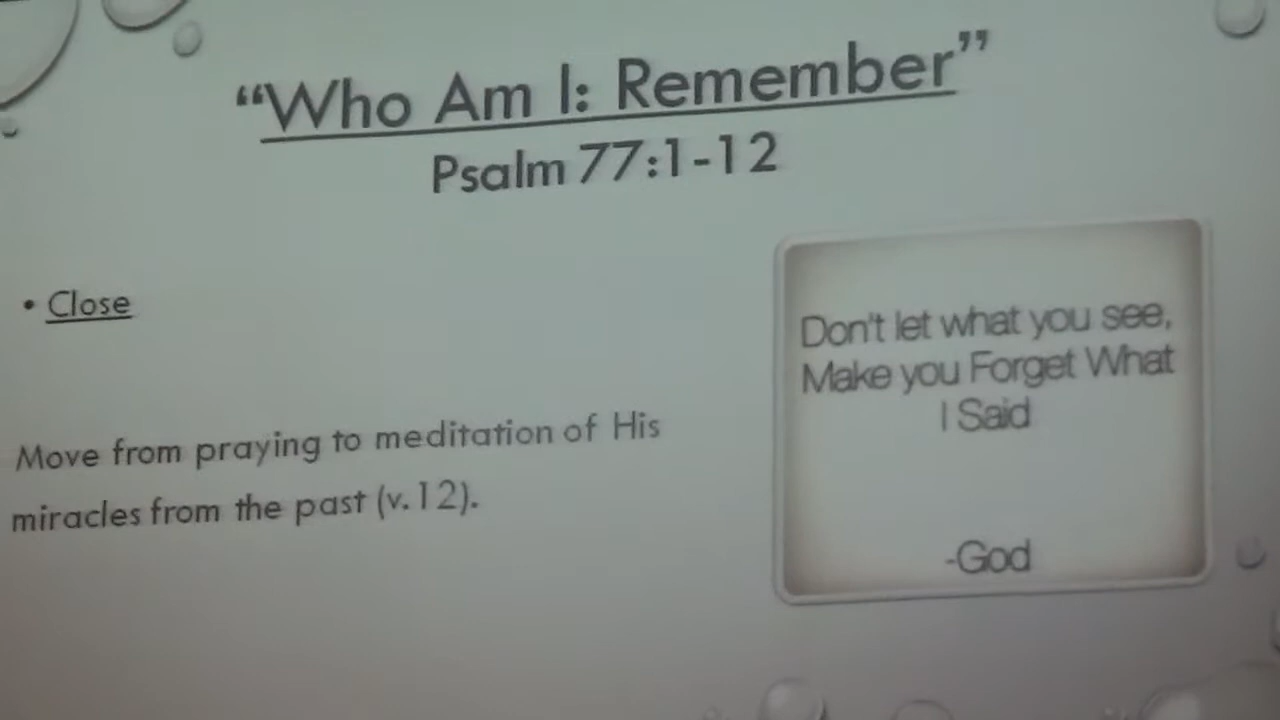 “Who Am I: Remember”
Psalm 77:1-12
• Close
Move from praying to meditation of His
miracles from the past (v.12).
Don't let what you see,
Make you Forget What
I Said
-God